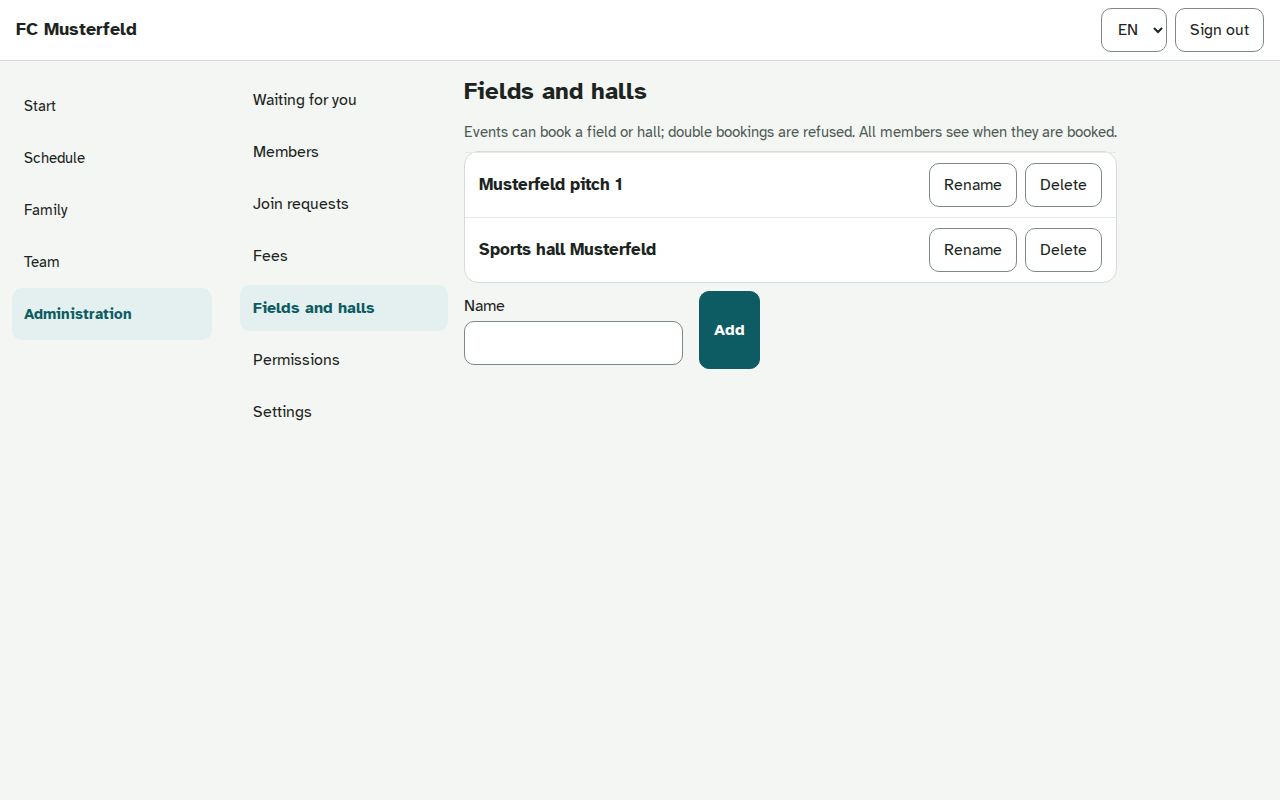 FC Musterfeld
EN
Sign out
Start
Schedule
Family
Team
Administration
Waiting for you
Members
Join requests
Fees
Fields and halls
Permissions
Settings
Fields and halls
Events can book a field or hall; double bookings are refused. All members see when they are booked.
Musterfeld pitch 1
Rename
Delete
Sports hall Musterfeld
Rename
Delete
Name
Add